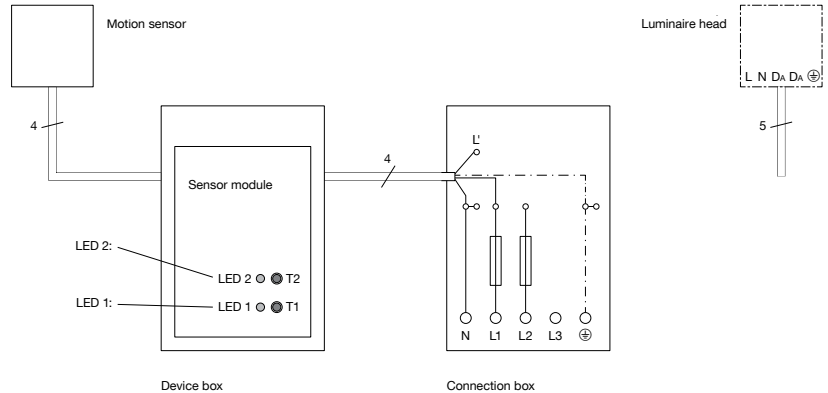 Motion sensor
Luminaire head
L N DA DA
4
5
4
L'
Sensor module
LED 2:
LED 2 T2
LED 1:
LED 1 T1
N L1 L2 L3
Device box
Connection box